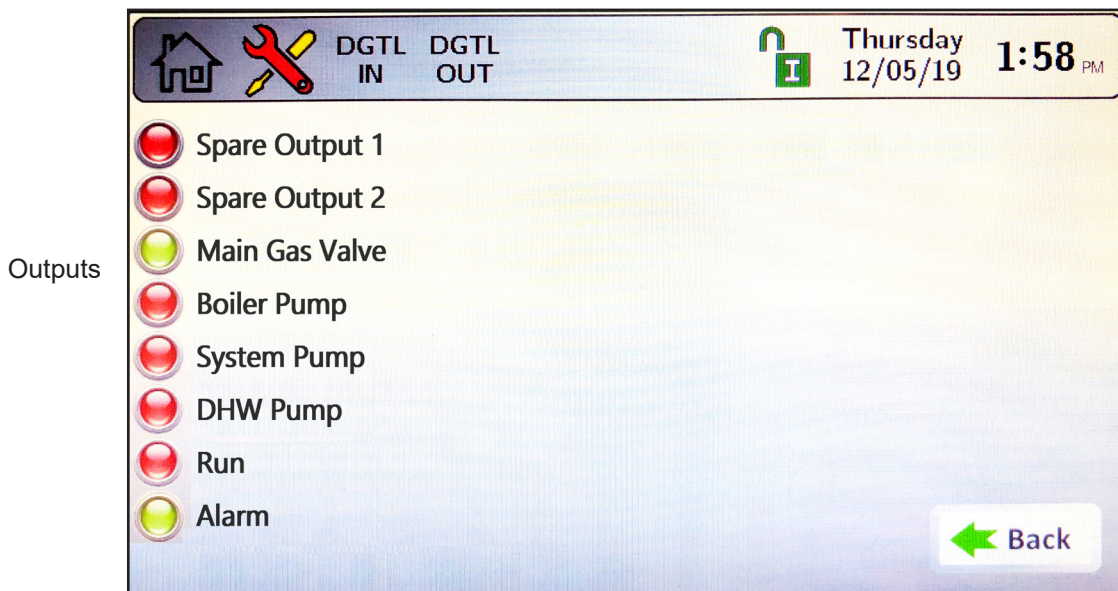 DGTL IN
DGTL OUT
I
Thursday
12/05/19
1:58 PM
Spare Output 1
Spare Output 2
Main Gas Valve
Outputs
Boiler Pump
System Pump
DHW Pump
Run
Alarm
Back